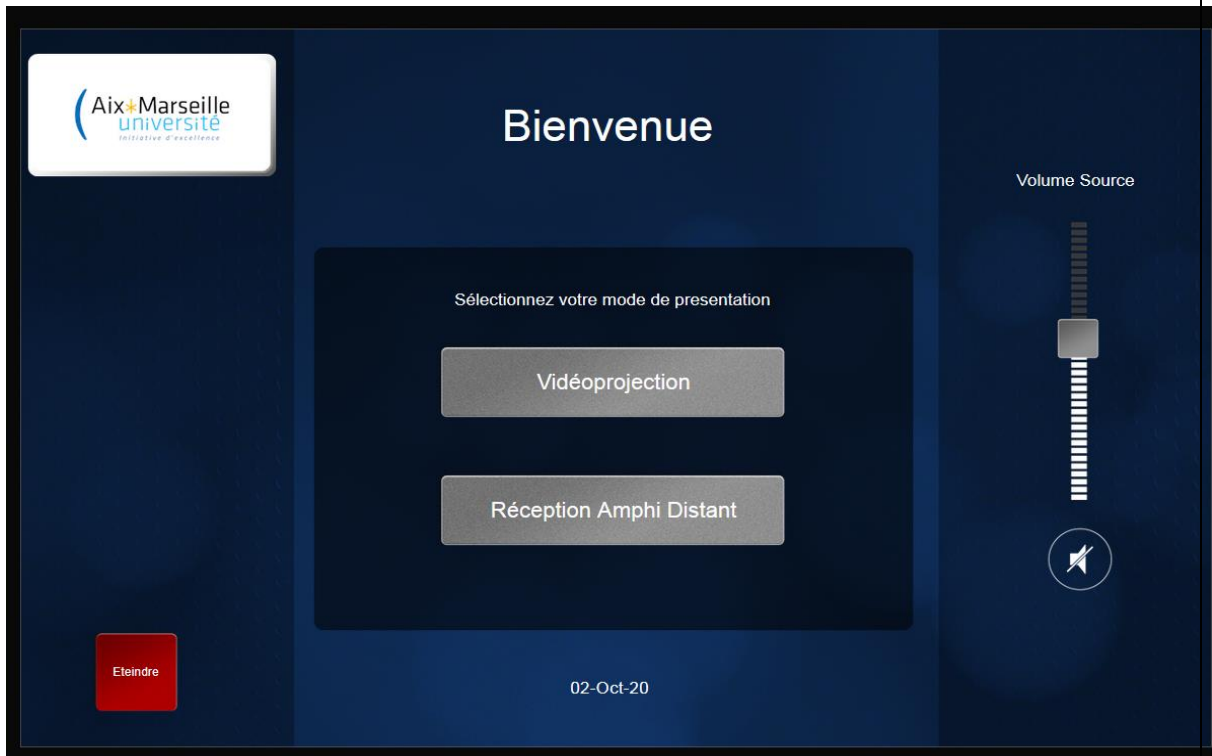 Aix*Marseille
université
Initiative d'excellence
Bienvenue
Volume Source
Sélectionnez votre mode de presentation
Vidéoprojection
Réception Amphi Distant
Eteindre
02-Oct-20